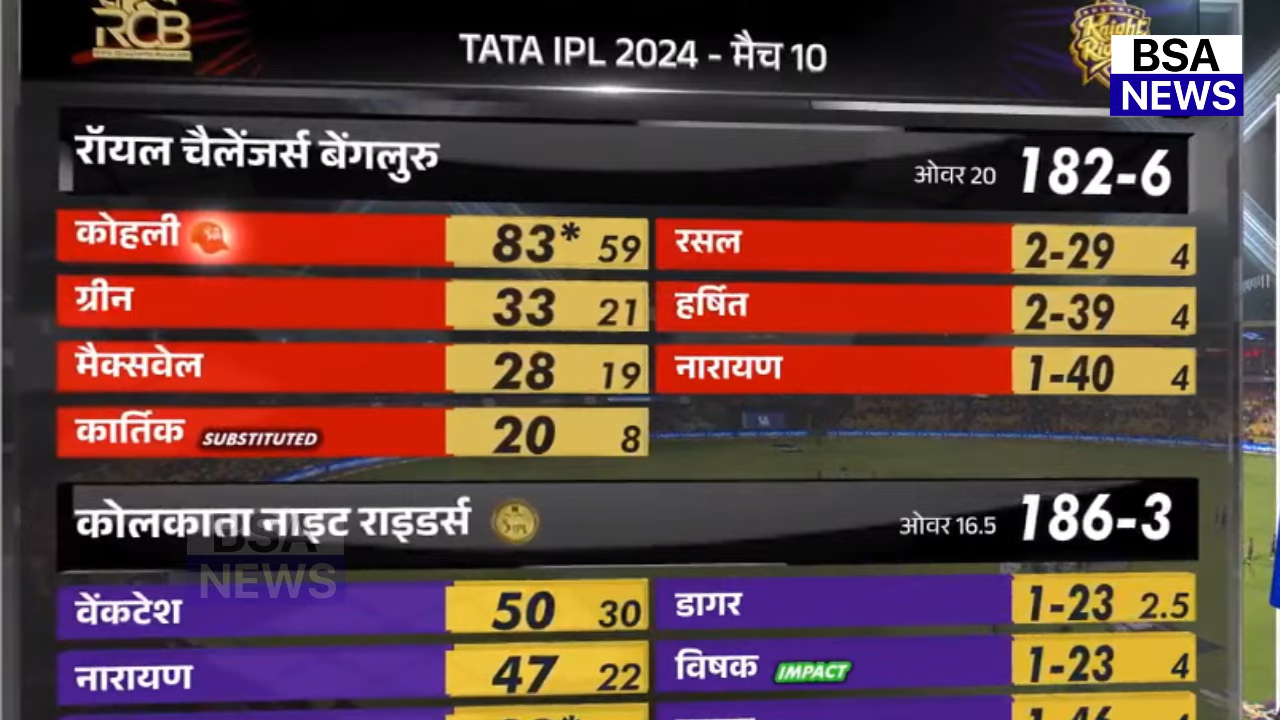 RCB
TATA IPL 2024 - मैच 10
Knight
BSA
NEWS
रॉयल चैलेंजर्स बेंगलुरु ओवर 20 182-6
कोहली 83* 59 रसल 2-29 4
ग्रीन 33 21 हर्षित 2-39 4
मैक्सवेल 28 19 नारायण 1-40 4
कार्तिक SUBSTITUTED 20 8
कोलकाता नाइट राइडर्स ओवर 16.5 186-3
BSA
NEWS
वेंकटेश 50 30 डागर 1-23 2.5
नारायण 47 22 विषक IMPACT 1-23 4